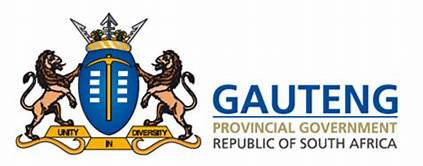 UNITY IN DIVERSITY
GAUTENG
PROVINCIAL GOVERNMENT
REPUBLIC OF SOUTH AFRICA